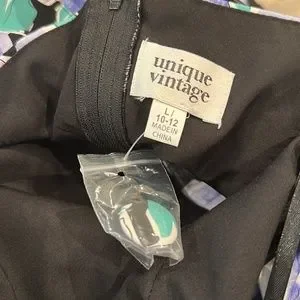 unique
vintage
L /
10-12
MADE IN
CHINA